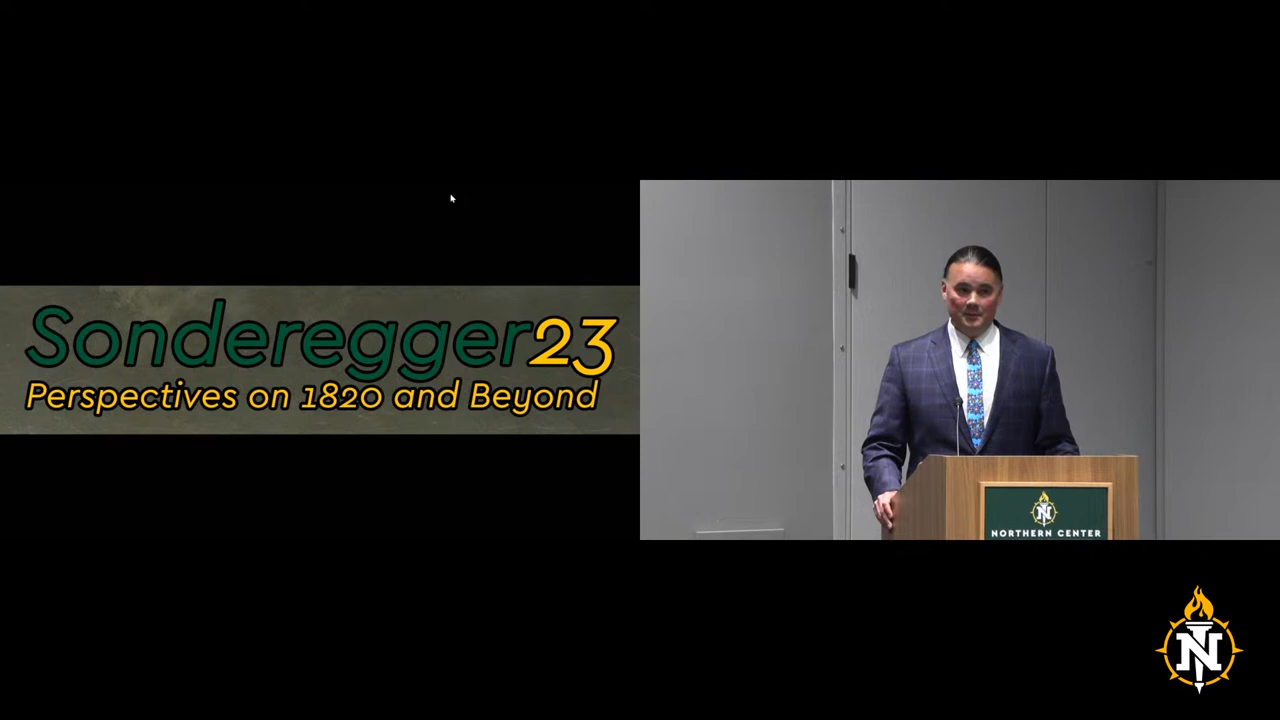 Sonderegger23
Perspectives on 1820 and Beyond
N
NORTHERN CENTER
N